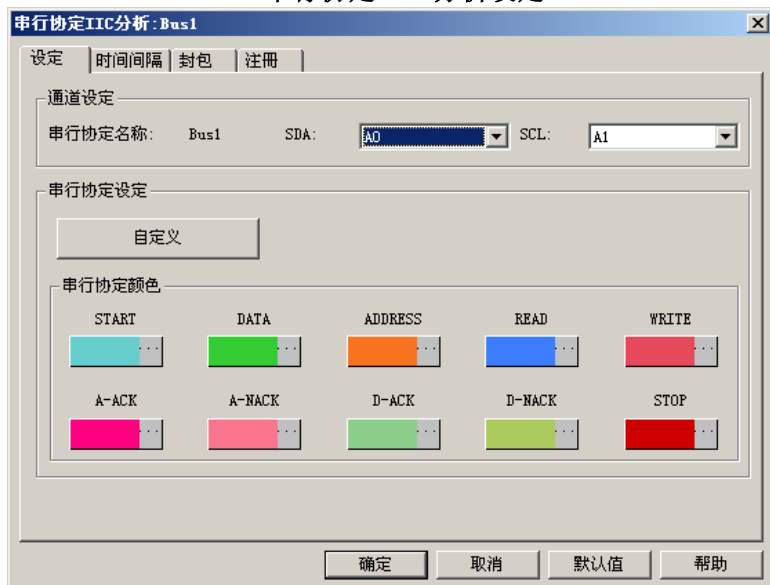 串行协定IIC分析:Bus1
设定 时间间隔 封包 注册
通道设定
串行协定名称: Bus1 SDA: A0 SCL: A1
串行协定设定
自定义
串行协定颜色
START DATA ADDRESS READ WRITE
... ... ... ... ...
A-ACK A-NACK D-ACK D-NACK STOP
... ... ... ... ...
确定 取消 默认值 帮助